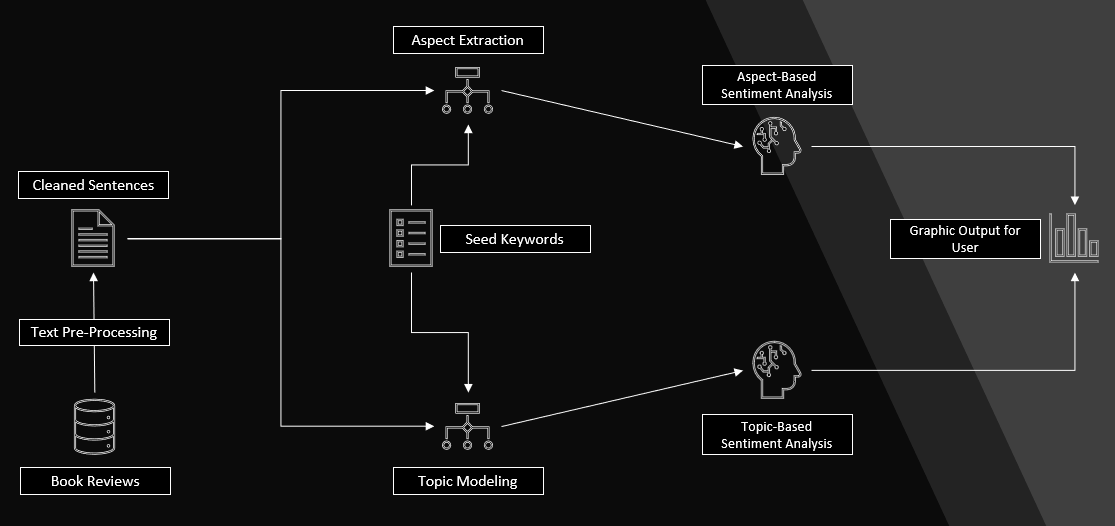 Aspect Extraction
Aspect-Based
Sentiment Analysis
Cleaned Sentences
Seed Keywords
Graphic Output for
User
Text Pre-Processing
Topic-Based
Sentiment Analysis
Book Reviews
Topic Modeling